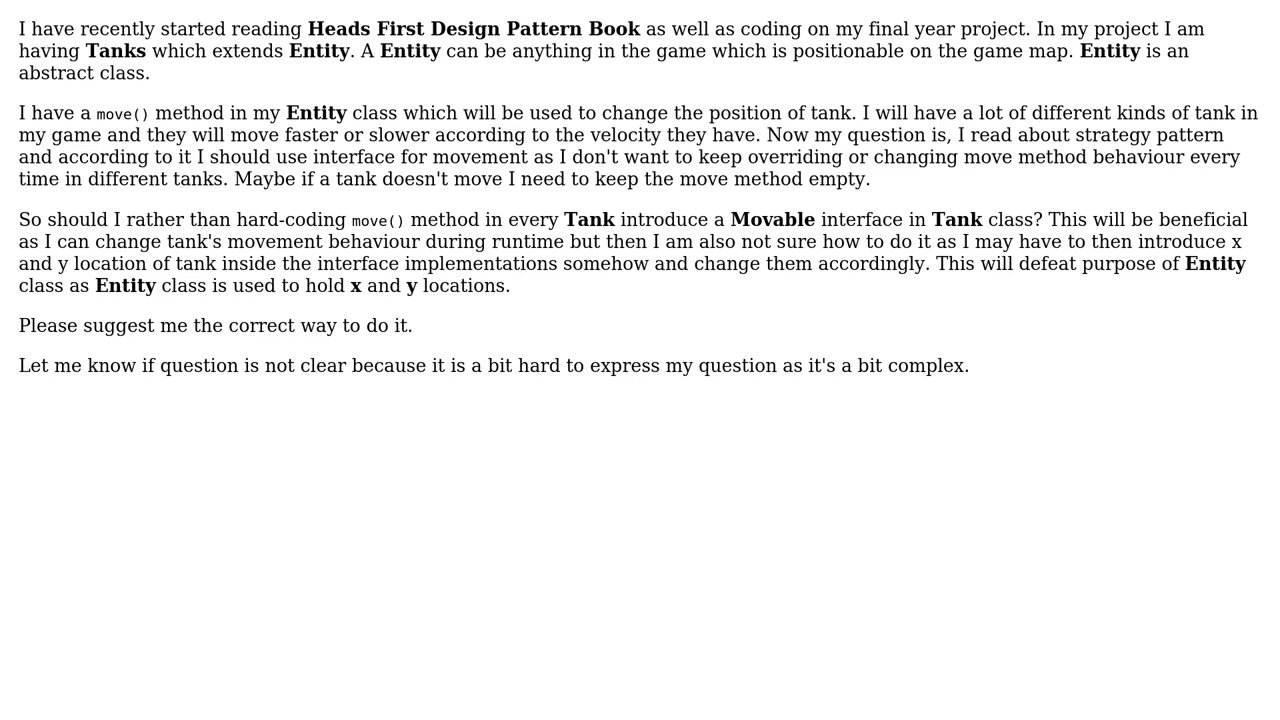 I have recently started reading Heads First Design Pattern Book as well as coding on my final year project. In my project I am
having Tanks which extends Entity. A Entity can be anything in the game which is positionable on the game map. Entity is an
abstract class.
I have a move() method in my Entity class which will be used to change the position of tank. I will have a lot of different kinds of tank in
my game and they will move faster or slower according to the velocity they have. Now my question is, I read about strategy pattern
and according to it I should use interface for movement as I don't want to keep overriding or changing move method behaviour every
time in different tanks. Maybe if a tank doesn't move I need to keep the move method empty.
So should I rather than hard-coding move() method in every Tank introduce a Movable interface in Tank class? This will be beneficial
as I can change tank's movement behaviour during runtime but then I am also not sure how to do it as I may have to then introduce x
and y location of tank inside the interface implementations somehow and change them accordingly. This will defeat purpose of Entity
class as Entity class is used to hold x and y locations.
Please suggest me the correct way to do it.
Let me know if question is not clear because it is a bit hard to express my question as it's a bit complex.